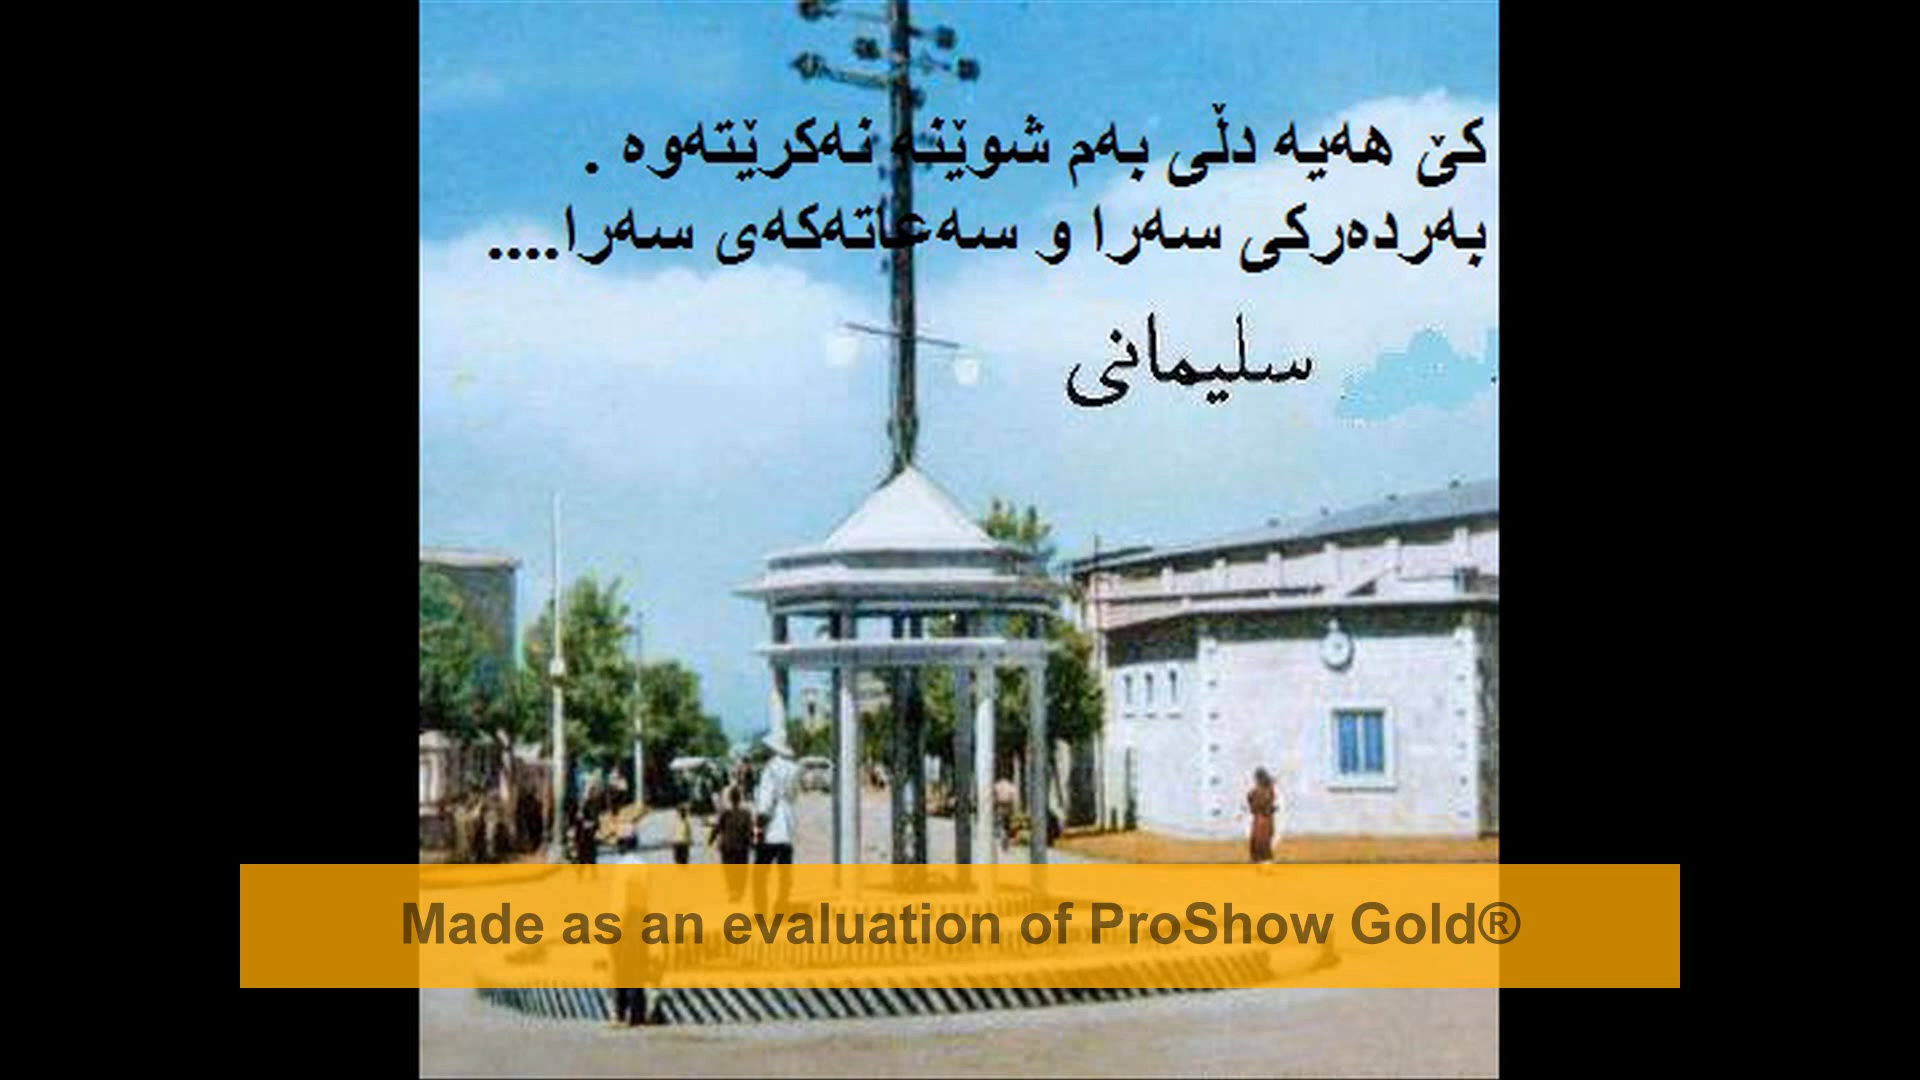 کێ هەیە دڵی بەم شوێنە نەکرێتەوە .
بەردەرکی سەرا و سەعاتەکەی سەرا....
سلیمانی
Made as an evaluation of ProShow Gold®